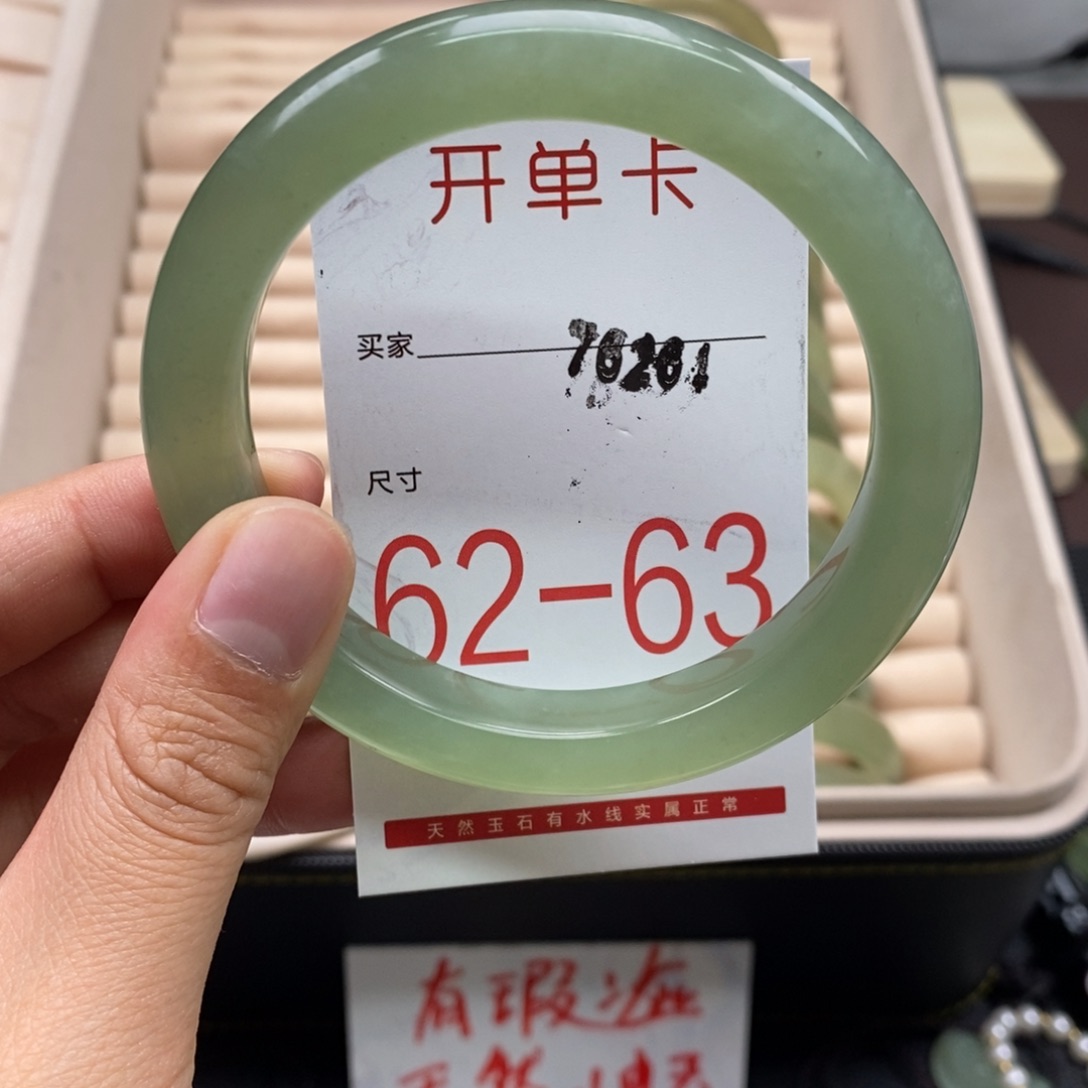 开单卡
买家 76201
尺寸
62-63
天然玉石有水线实属正常
有瑕疵